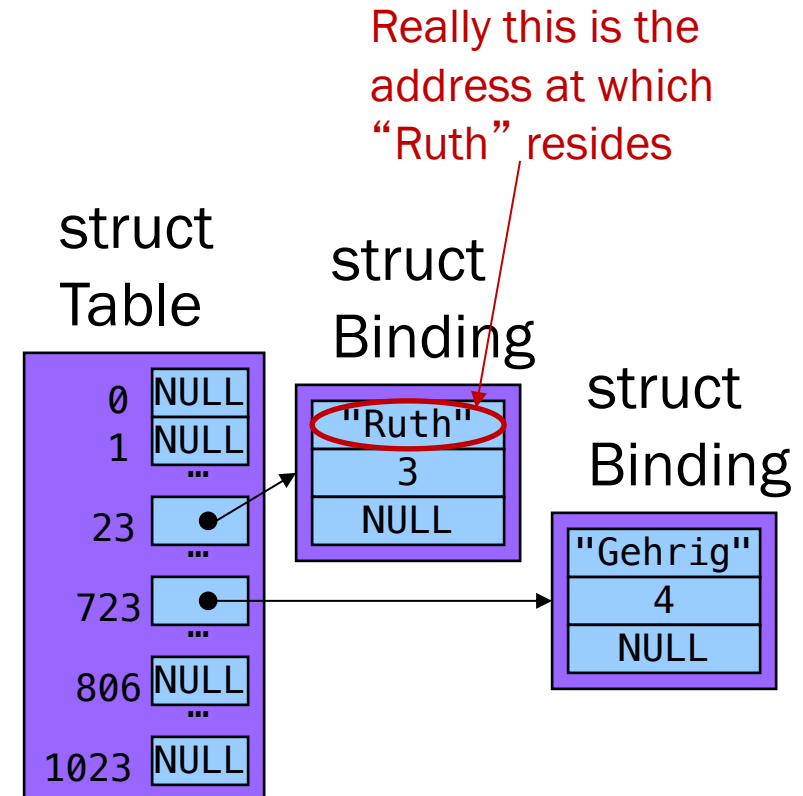 Really this is the
address at which
“Ruth” resides
struct
Table
struct
Binding
struct
Binding
0 NULL
1 NULL
…
23
…
723
…
806 NULL
…
1023 NULL
"Ruth"
3
NULL
"Gehrig"
4
NULL